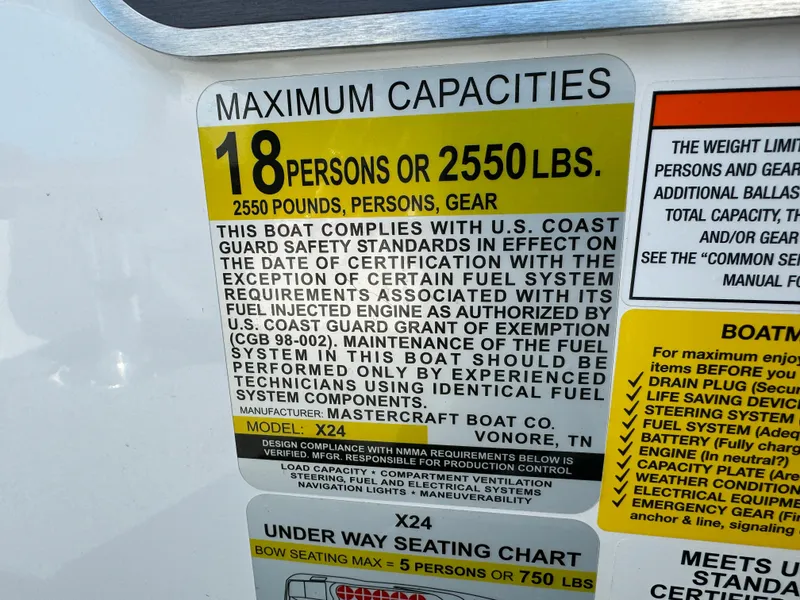 MAXIMUM CAPACITIES
18 PERSONS OR 2550 LBS.
2550 POUNDS, PERSONS, GEAR
THIS BOAT COMPLIES WITH U.S. COAST
GUARD SAFETY STANDARDS IN EFFECT ON
THE DATE OF CERTIFICATION WITH THE
EXCEPTION OF CERTAIN FUEL SYSTEM
REQUIREMENTS ASSOCIATED WITH ITS
FUEL INJECTED ENGINE AS AUTHORIZED BY
U.S. COAST GUARD GRANT OF EXEMPTION
(CGB 98-002). MAINTENANCE OF THE FUEL
SYSTEM IN THIS BOAT SHOULD BE
PERFORMED ONLY BY EXPERIENCED
TECHNICIANS USING IDENTICAL FUEL
SYSTEM COMPONENTS.
MANUFACTURER: MASTERCRAFT BOAT CO.
MODEL: X24 VONORE, TN
DESIGN COMPLIANCE WITH NMMA REQUIREMENTS BELOW IS
VERIFIED. MFGR. RESPONSIBLE FOR PRODUCTION CONTROL
LOAD CAPACITY * COMPARTMENT VENTILATION
STEERING, FUEL AND ELECTRICAL SYSTEMS
NAVIGATION LIGHTS * MANEUVERABILITY
X24
UNDER WAY SEATING CHART
BOW SEATING MAX = 5 PERSONS OR 750 LBS
THE WEIGHT LIMIT
PERSONS AND GEAR
ADDITIONAL BALLAS
TOTAL CAPACITY, TH
AND/OR GEAR
SEE THE "COMMON SE
MANUAL FO
BOATM
For maximum enjoy
items BEFORE you
DRAIN PLUG (Secur
LIFE SAVING DEVIC
STEERING SYSTEM (
FUEL SYSTEM (Adeq
BATTERY (Fully charg
ENGINE (In neutral?)
CAPACITY PLATE (Are
WEATHER CONDITION
ELECTRICAL EQUIPME
EMERGENCY GEAR (Fir
anchor & line, signaling
MEETS U
STANDA
CERTIFIE